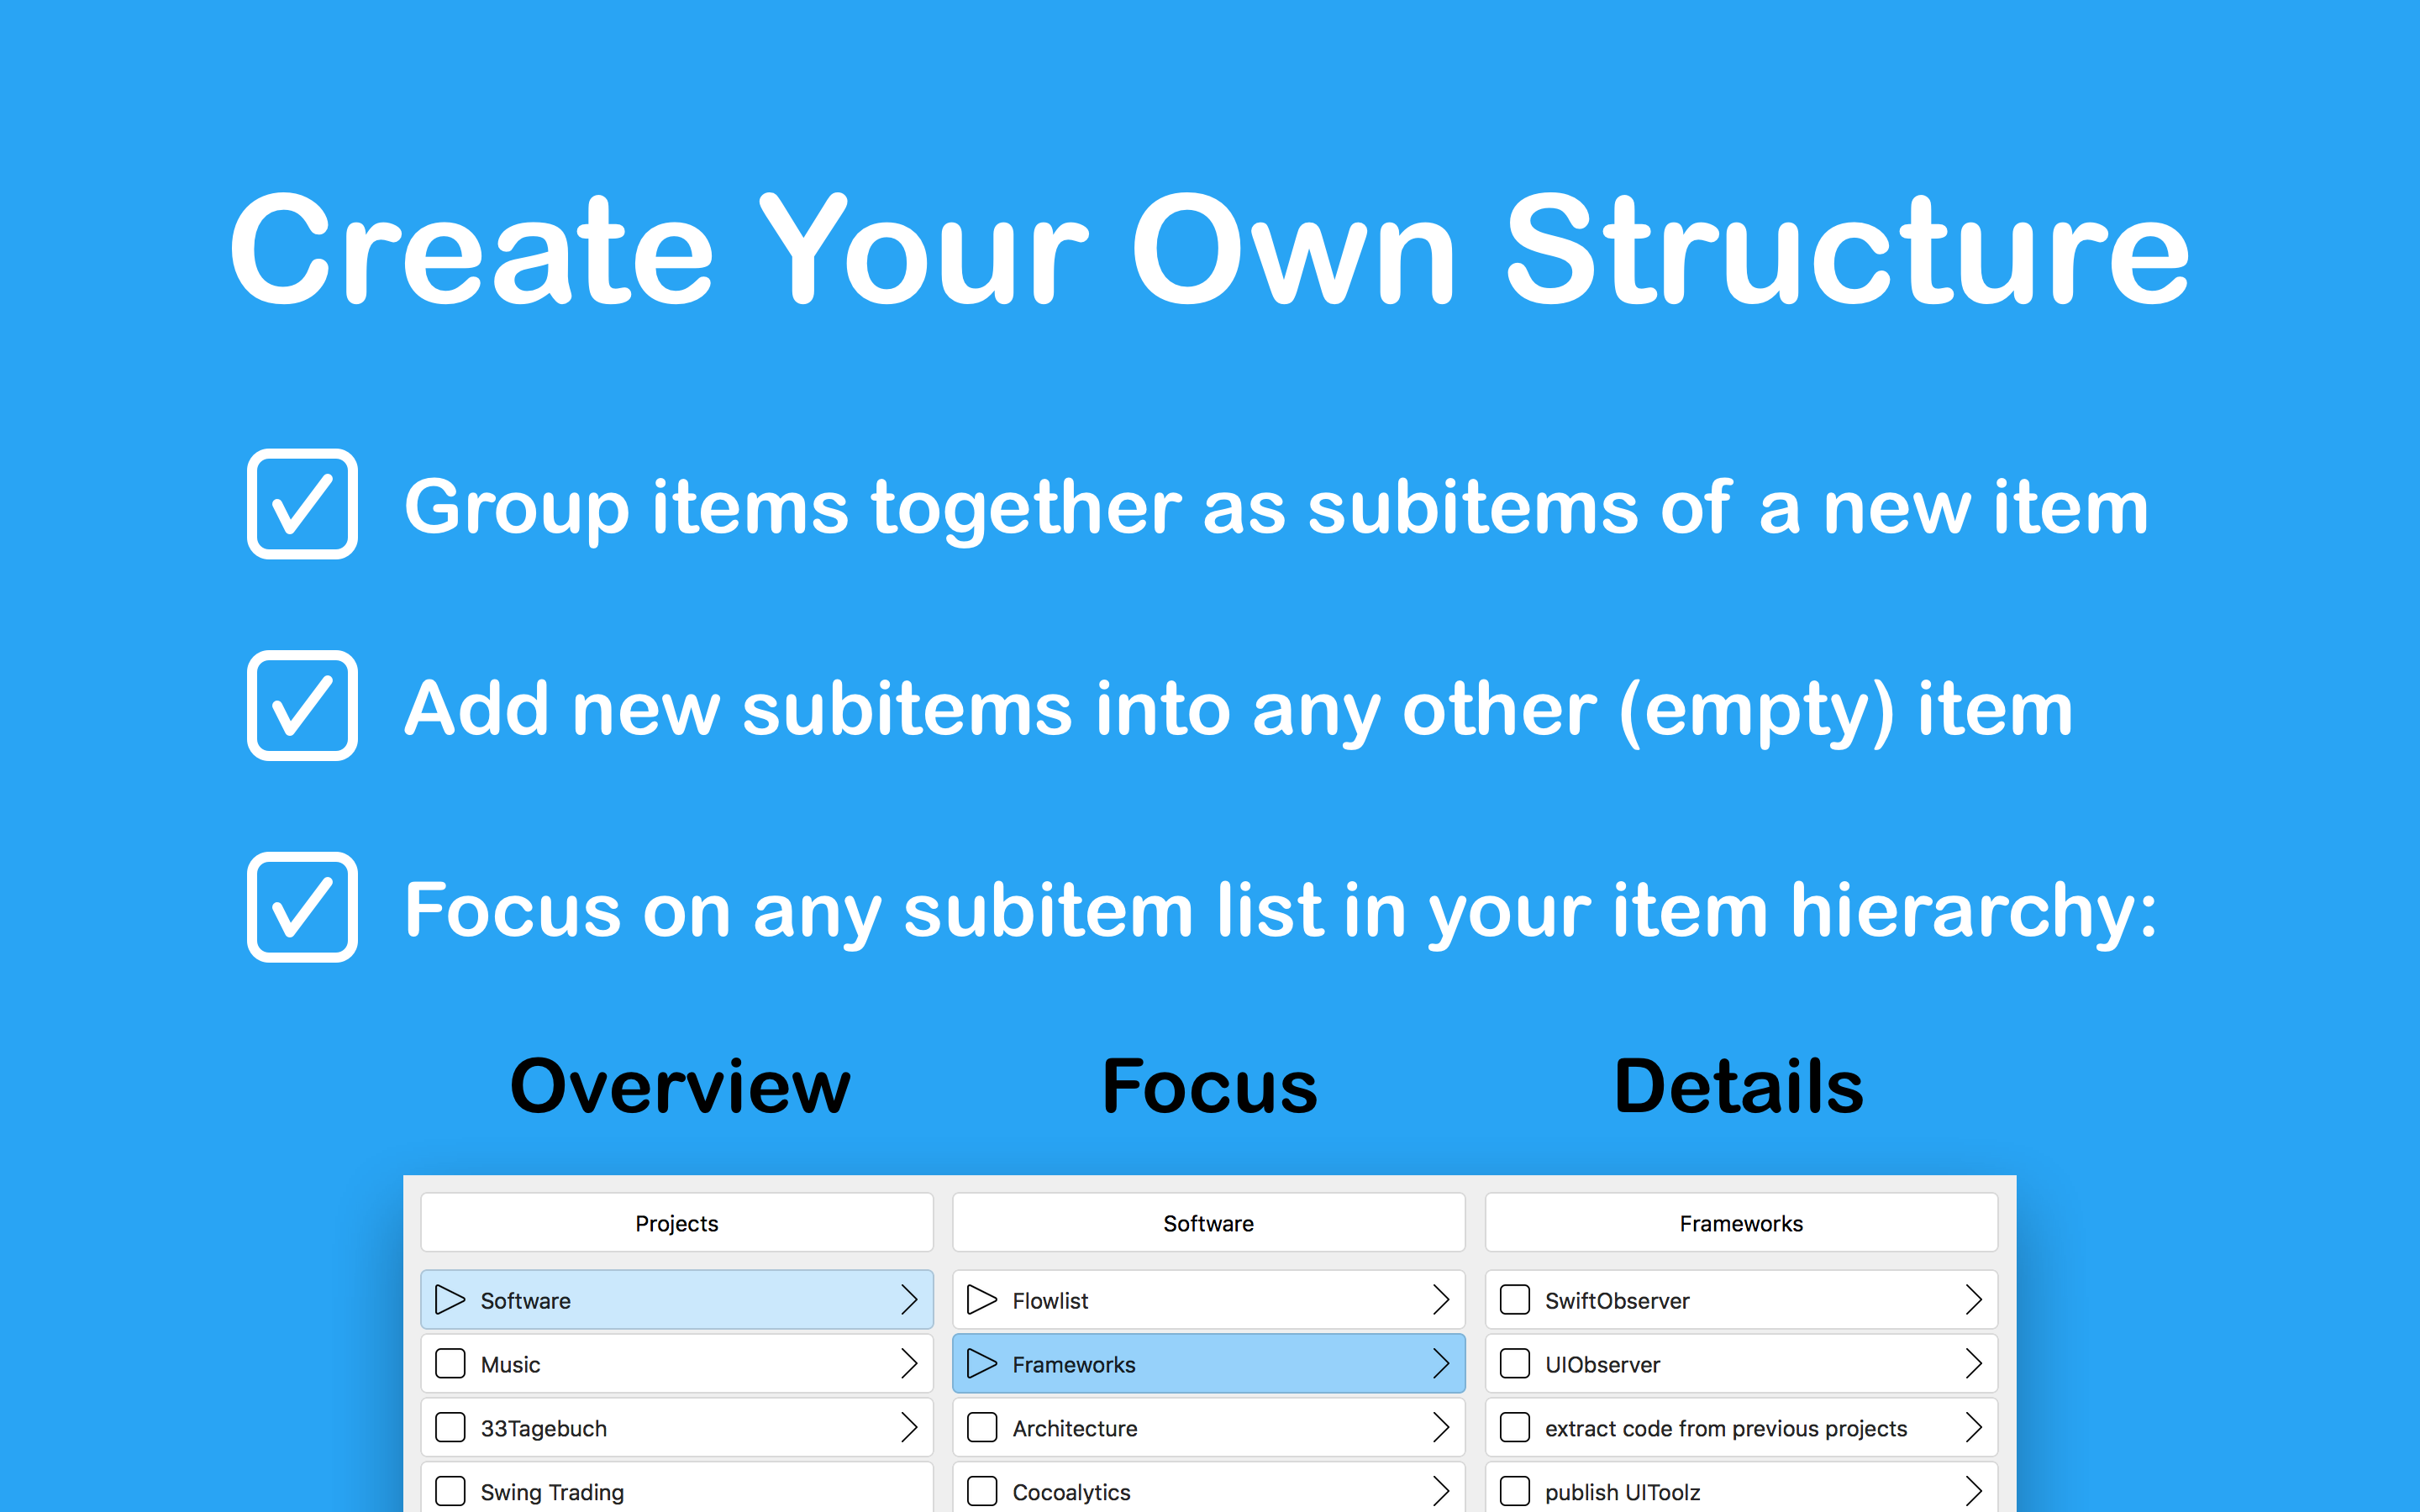 Create Your Own Structure
Group items together as subitems of a new item
Add new subitems into any other (empty) item
Focus on any subitem list in your item hierarchy:
Overview Focus Details
Projects Software Frameworks
Software Flowlist SwiftObserver
Music Frameworks UIObserver
33Tagebuch Architecture extract code from previous projects
Swing Trading Cocoalytics publish UIToolz